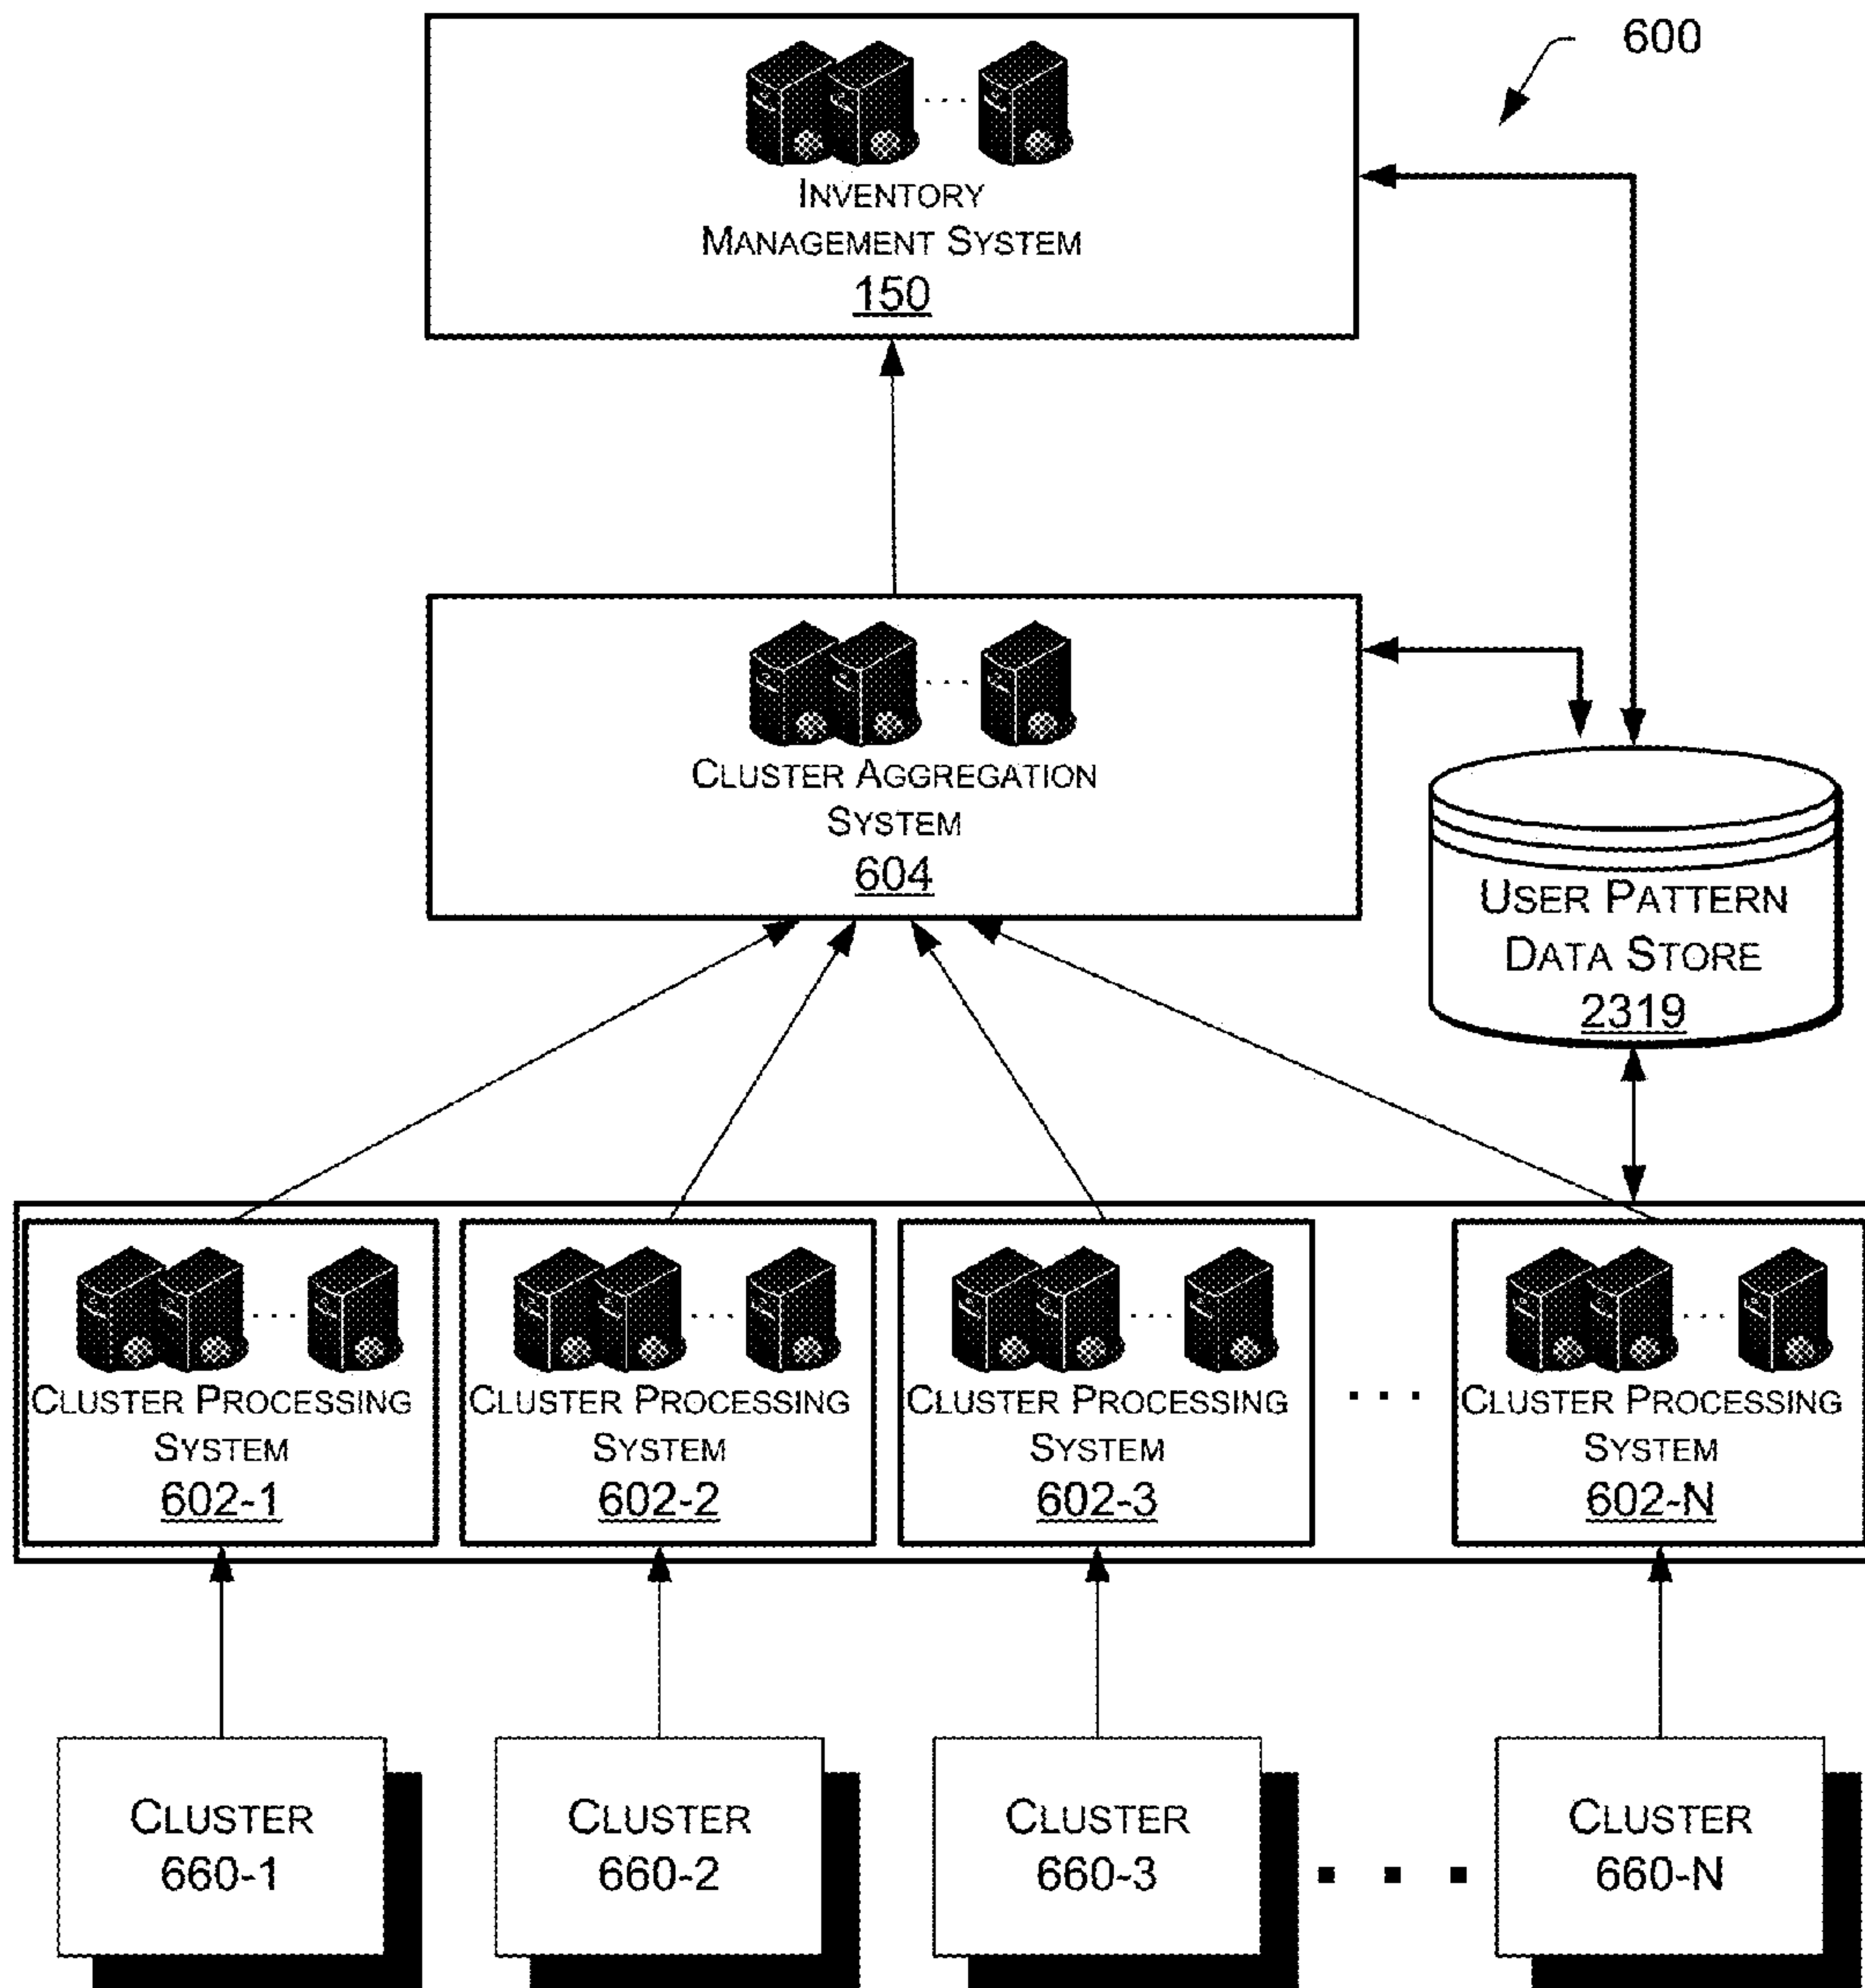 600
INVENTORY
MANAGEMENT SYSTEM
150
CLUSTER AGGREGATION
SYSTEM
604
USER PATTERN
DATA STORE
2319
CLUSTER PROCESSING
SYSTEM
602-1
CLUSTER PROCESSING
SYSTEM
602-2
CLUSTER PROCESSING
SYSTEM
602-3
. . .
CLUSTER PROCESSING
SYSTEM
602-N
CLUSTER
660-1
CLUSTER
660-2
CLUSTER
660-3
. . .
CLUSTER
660-N